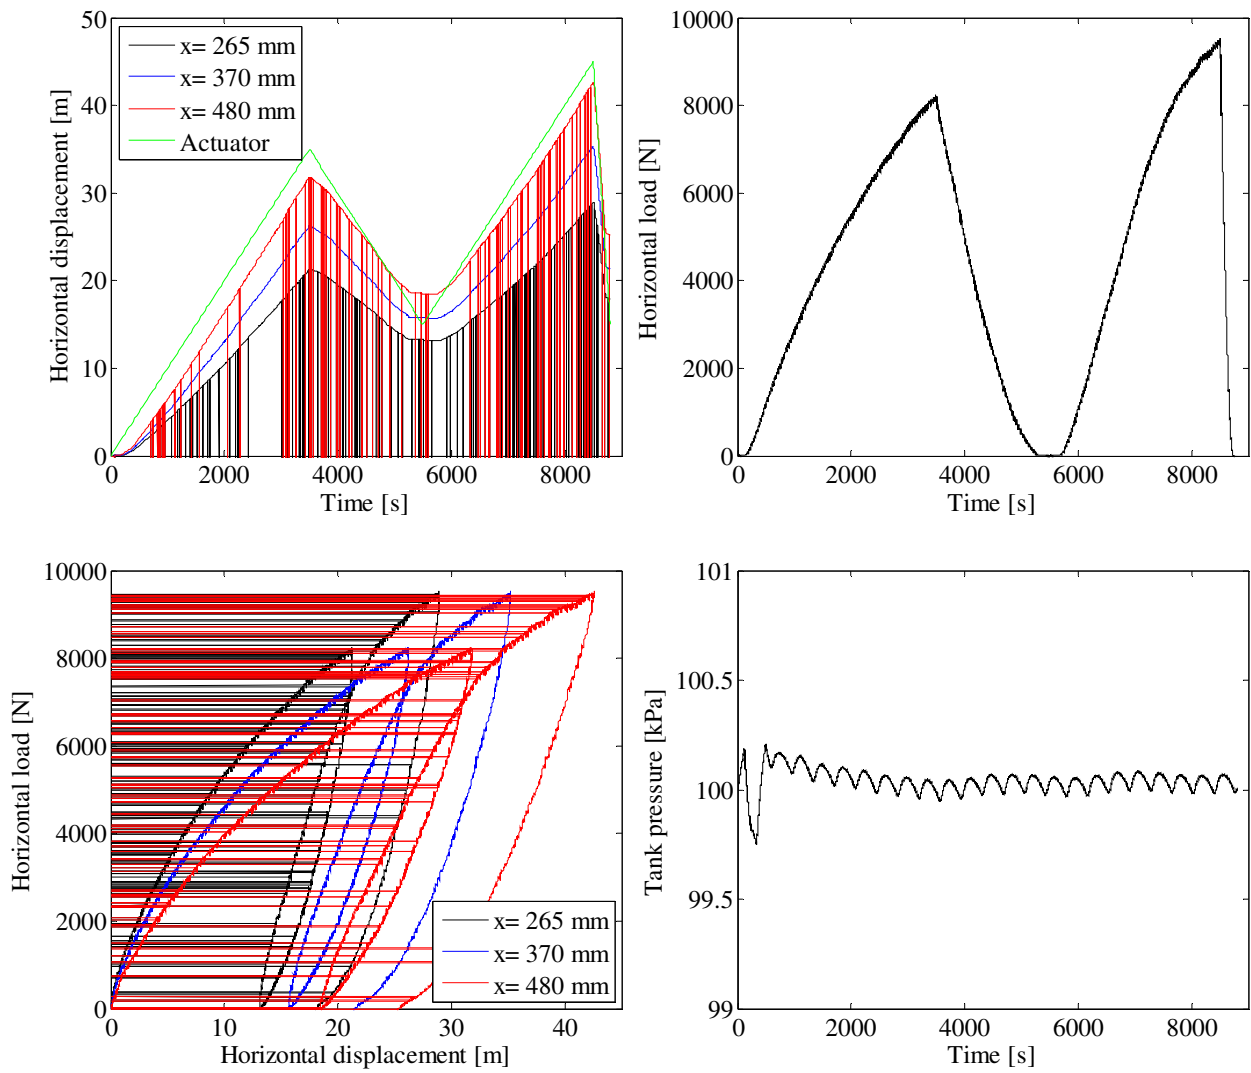 50
40
30
20
10
0
Horizontal displacement [m]
x= 265 mm
x= 370 mm
x= 480 mm
Actuator
0 2000 4000 6000 8000
Time [s]
10000
8000
6000
4000
2000
0
Horizontal load [N]
0 2000 4000 6000 8000
Time [s]
10000
8000
6000
4000
2000
0
Horizontal load [N]
x= 265 mm
x= 370 mm
x= 480 mm
0 10 20 30 40
Horizontal displacement [m]
101
100.5
100
99.5
99
Tank pressure [kPa]
0 2000 4000 6000 8000
Time [s]